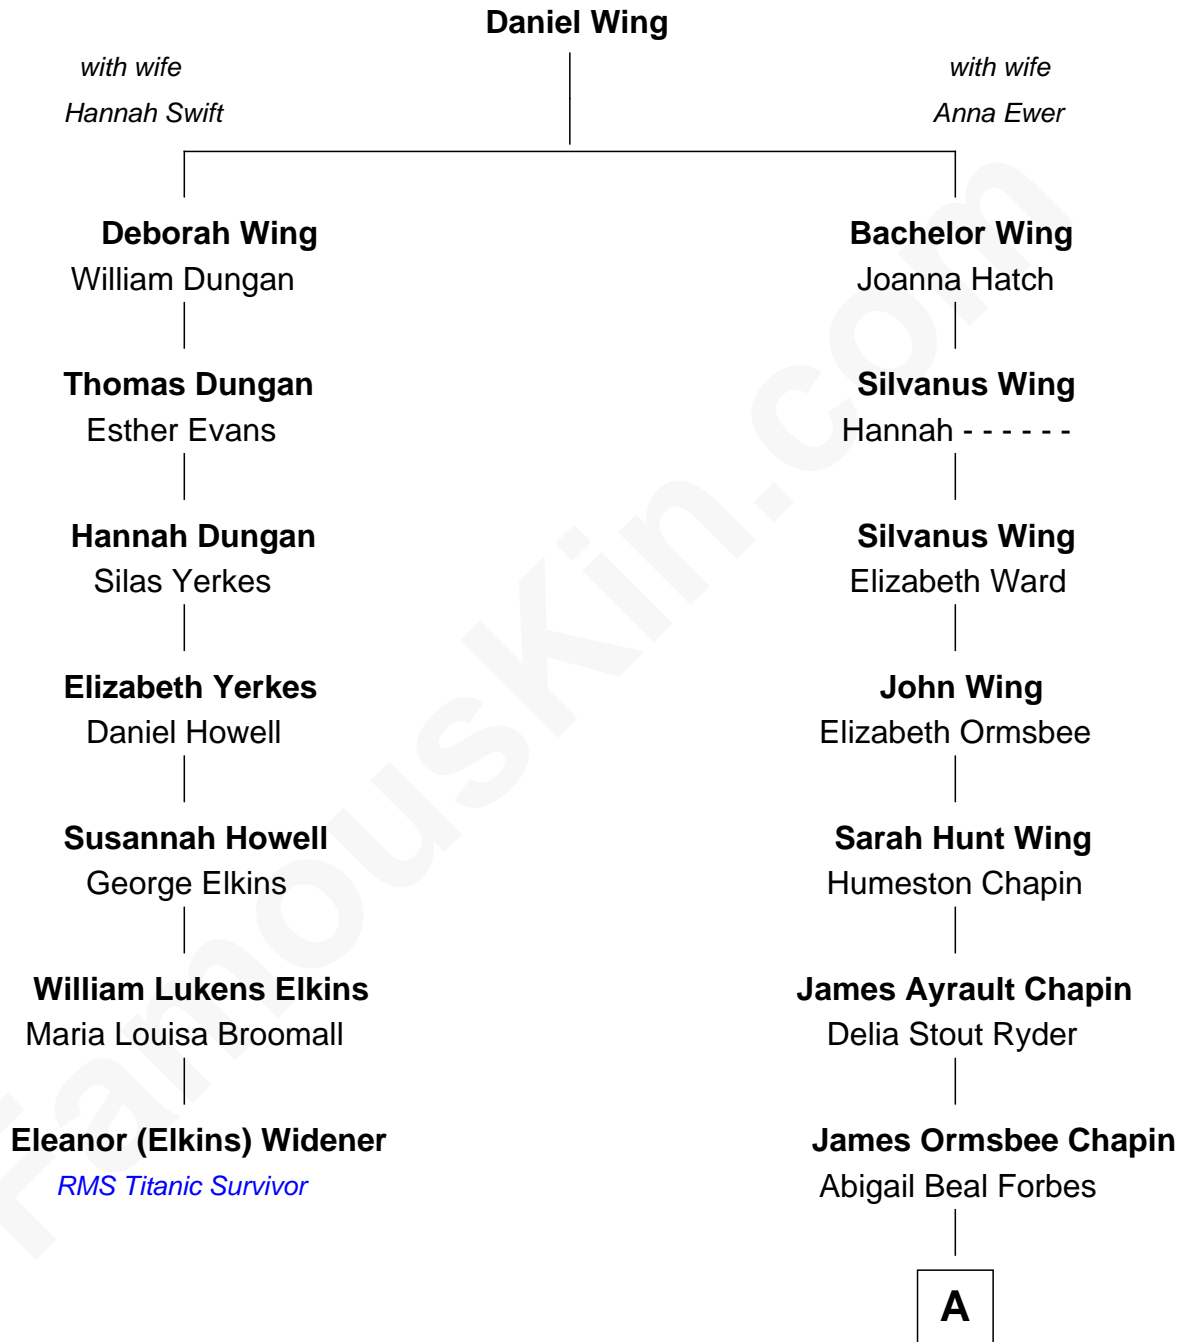 Daniel Wing
with wife
Hannah Swift
with wife
Anna Ewer
Deborah Wing
William Dungan
Bachelor Wing
Joanna Hatch
Thomas Dungan
Esther Evans
Silvanus Wing
Hannah - - - - - -
Hannah Dungan
Silas Yerkes
Silvanus Wing
Elizabeth Ward
Elizabeth Yerkes
Daniel Howell
John Wing
Elizabeth Ormsbee
Susannah Howell
George Elkins
Sarah Hunt Wing
Humeston Chapin
William Lukens Elkins
Maria Louisa Broomall
James Ayrault Chapin
Delia Stout Ryder
Eleanor (Elkins) Widener
RMS Titanic Survivor
James Ormsbee Chapin
Abigail Beal Forbes
A
FamousKin.com